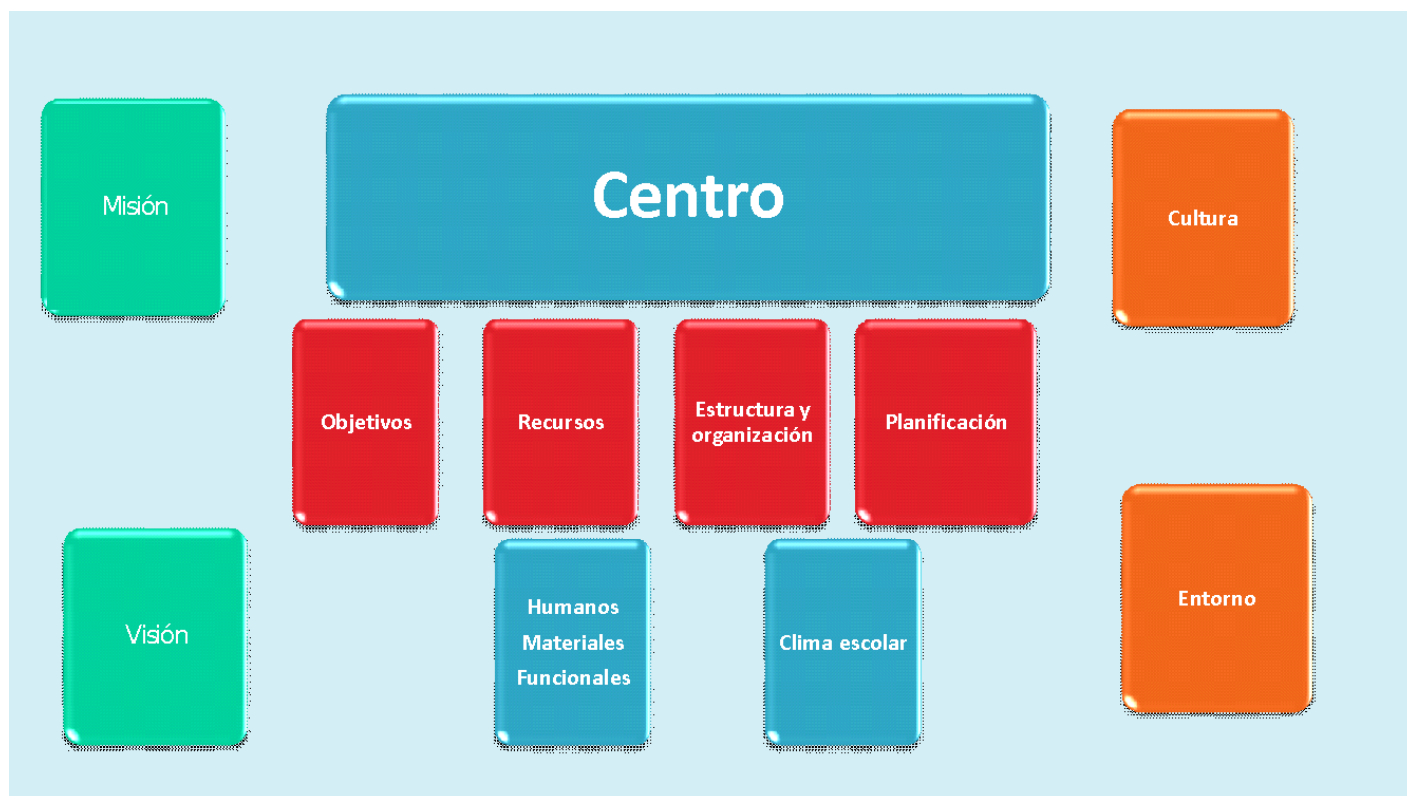 Misión
Centro
Cultura
Objetivos
Recursos
Estructura y
organización
Planificación
Visión
Humanos
Materiales
Funcionales
Clima escolar
Entorno